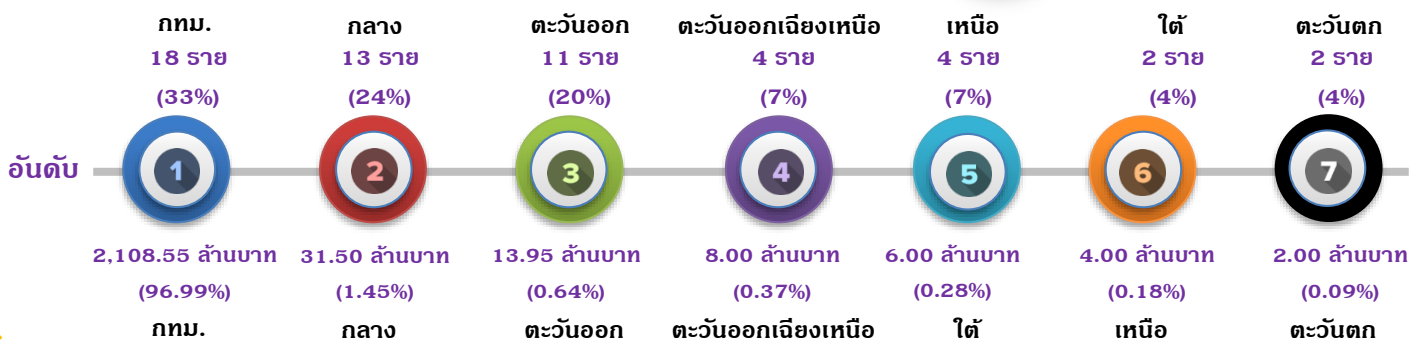 กทม. กลาง ตะวันออก ตะวันออกเฉียงเหนือ เหนือ ใต้ ตะวันตก
18 ราย 13 ราย 11 ราย 4 ราย 4 ราย 2 ราย 2 ราย
(33%) (24%) (20%) (7%) (7%) (4%) (4%)
อันดับ 1 2 3 4 5 6 7
2,108.55 ล้านบาท 31.50 ล้านบาท 13.95 ล้านบาท 8.00 ล้านบาท 6.00 ล้านบาท 4.00 ล้านบาท 2.00 ล้านบาท
(96.99%) (1.45%) (0.64%) (0.37%) (0.28%) (0.18%) (0.09%)
กทม. กลาง ตะวันออก ตะวันออกเฉียงเหนือ ใต้ เหนือ ตะวันตก